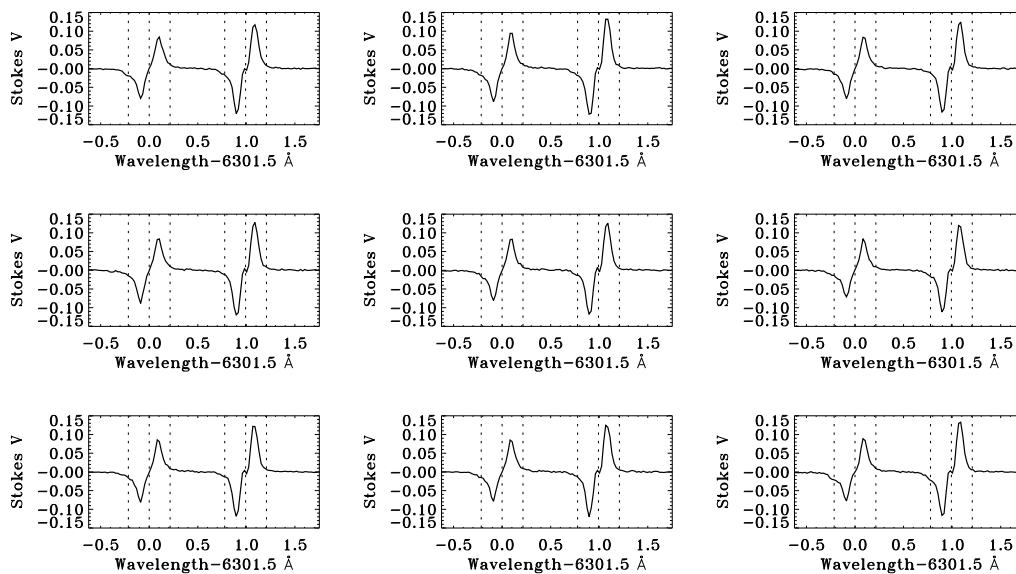 0.15 0.15 0.15
0.10 0.10 0.10
0.05 0.05 0.05
−0.00 −0.00 −0.00
−0.05 −0.05 −0.05
−0.10 −0.10 −0.10
−0.15 −0.15 −0.15
Stokes V Stokes V Stokes V
−0.5 0.0 0.5 1.0 1.5 −0.5 0.0 0.5 1.0 1.5 −0.5 0.0 0.5 1.0 1.5
Wavelength−6301.5 Å Wavelength−6301.5 Å Wavelength−6301.5 Å
0.15 0.15 0.15
0.10 0.10 0.10
0.05 0.05 0.05
−0.00 −0.00 −0.00
−0.05 −0.05 −0.05
−0.10 −0.10 −0.10
−0.15 −0.15 −0.15
Stokes V Stokes V Stokes V
−0.5 0.0 0.5 1.0 1.5 −0.5 0.0 0.5 1.0 1.5 −0.5 0.0 0.5 1.0 1.5
Wavelength−6301.5 Å Wavelength−6301.5 Å Wavelength−6301.5 Å
0.15 0.15 0.15
0.10 0.10 0.10
0.05 0.05 0.05
−0.00 −0.00 −0.00
−0.05 −0.05 −0.05
−0.10 −0.10 −0.10
−0.15 −0.15 −0.15
Stokes V Stokes V Stokes V
−0.5 0.0 0.5 1.0 1.5 −0.5 0.0 0.5 1.0 1.5 −0.5 0.0 0.5 1.0 1.5
Wavelength−6301.5 Å Wavelength−6301.5 Å Wavelength−6301.5 Å